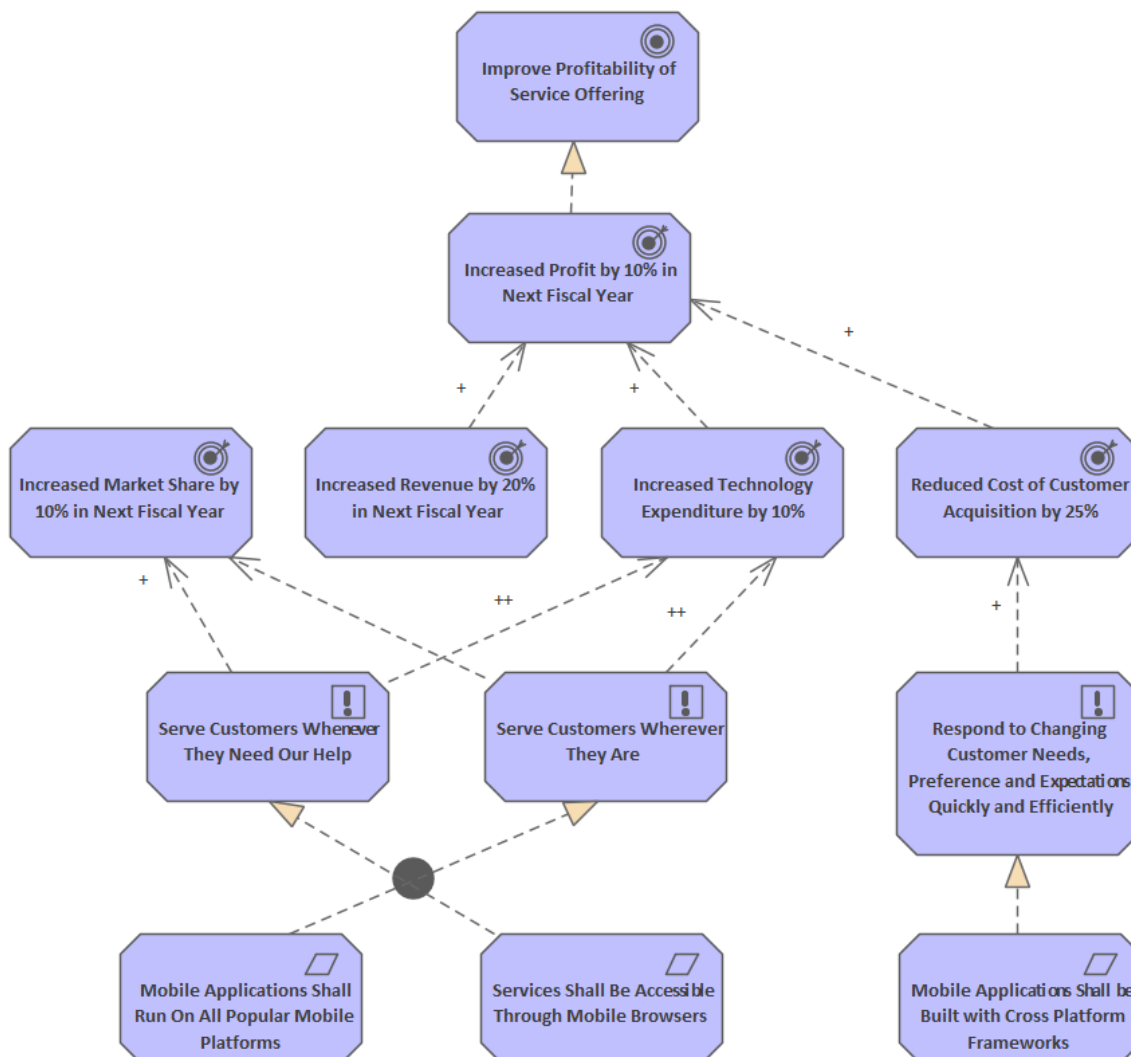 Improve Profitability of
Service Offering
Increased Profit by 10% in
Next Fiscal Year
+
+
+
Increased Market Share by
10% in Next Fiscal Year
Increased Revenue by 20%
in Next Fiscal Year
Increased Technology
Expenditure by 10%
Reduced Cost of Customer
Acquisition by 25%
+
++
++
+
Serve Customers Whenever
They Need Our Help
Serve Customers Wherever
They Are
Respond to Changing
Customer Needs,
Preference and Expectations
Quickly and Efficiently
Mobile Applications Shall
Run On All Popular Mobile
Platforms
Services Shall Be Accessible
Through Mobile Browsers
Mobile Applications Shall be
Built with Cross Platform
Frameworks